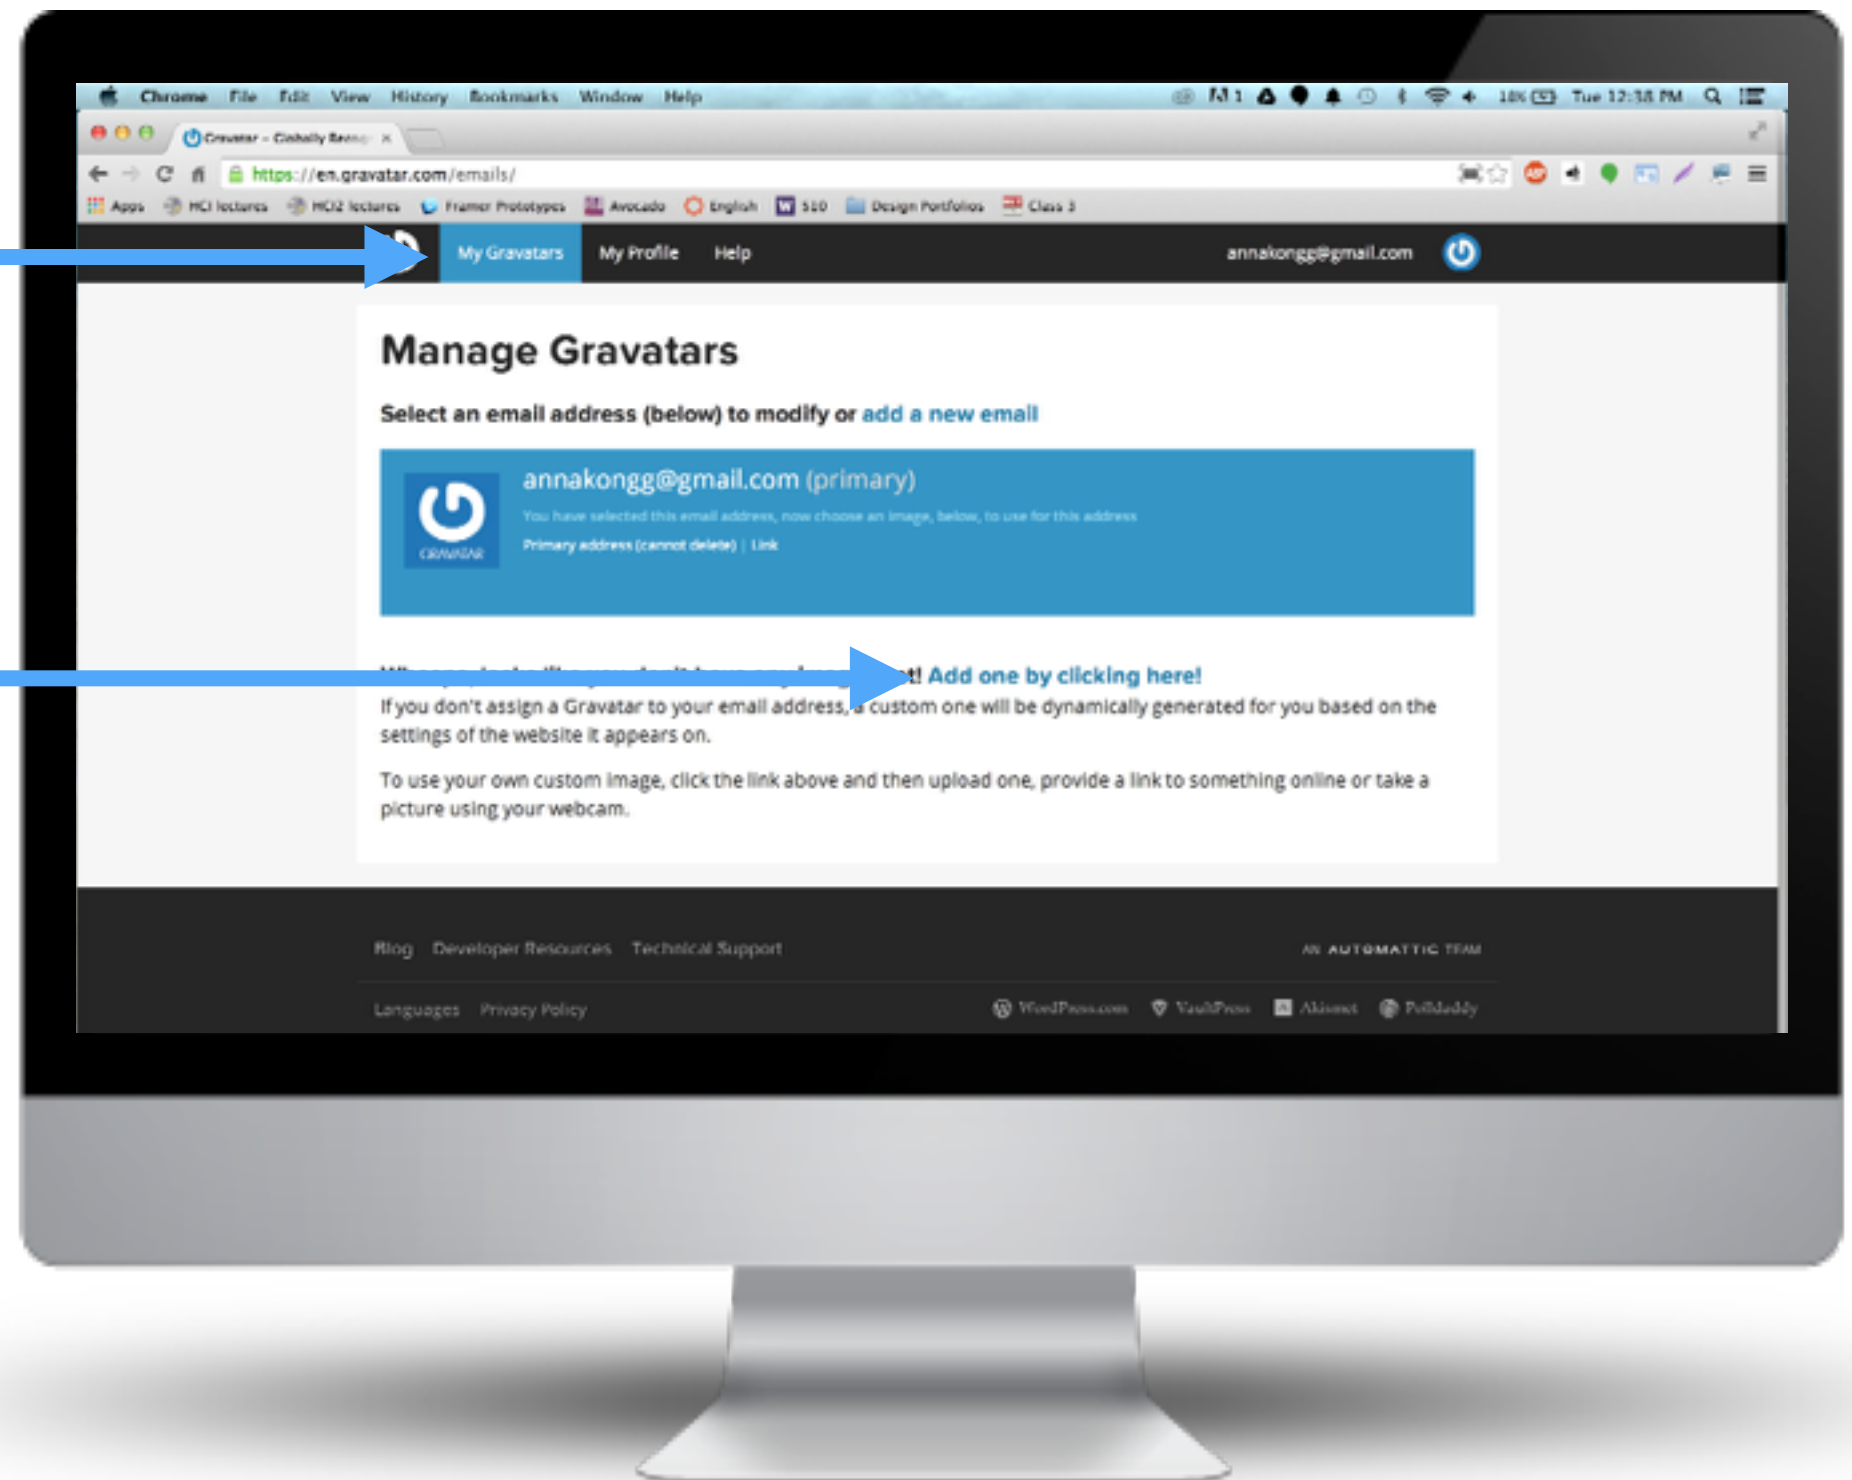 Chrome File Edit View History Bookmarks Window Help
1 18% Tue 12:38 PM
Gravatar – Globally Recog
https://en.gravatar.com/emails/
Apps HCI lectures HCI2 lectures Framer Prototypes Avocado English W 510 Design Portfolios Class 3
My Gravatars My Profile Help annakongg@gmail.com
Manage Gravatars
Select an email address (below) to modify or add a new email
annakongg@gmail.com (primary)
You have selected this email address, now choose an image, below, to use for this address
GRAVATAR
Primary address (cannot delete) | Link
Add one by clicking here!
If you don't assign a Gravatar to your email address, a custom one will be dynamically generated for you based on the
settings of the website it appears on.
To use your own custom image, click the link above and then upload one, provide a link to something online or take a
picture using your webcam.
Blog Developer Resources Technical Support AN AUTOMATTIC TEAM
Languages Privacy Policy WordPress.com VaultPress Akismet Polldaddy